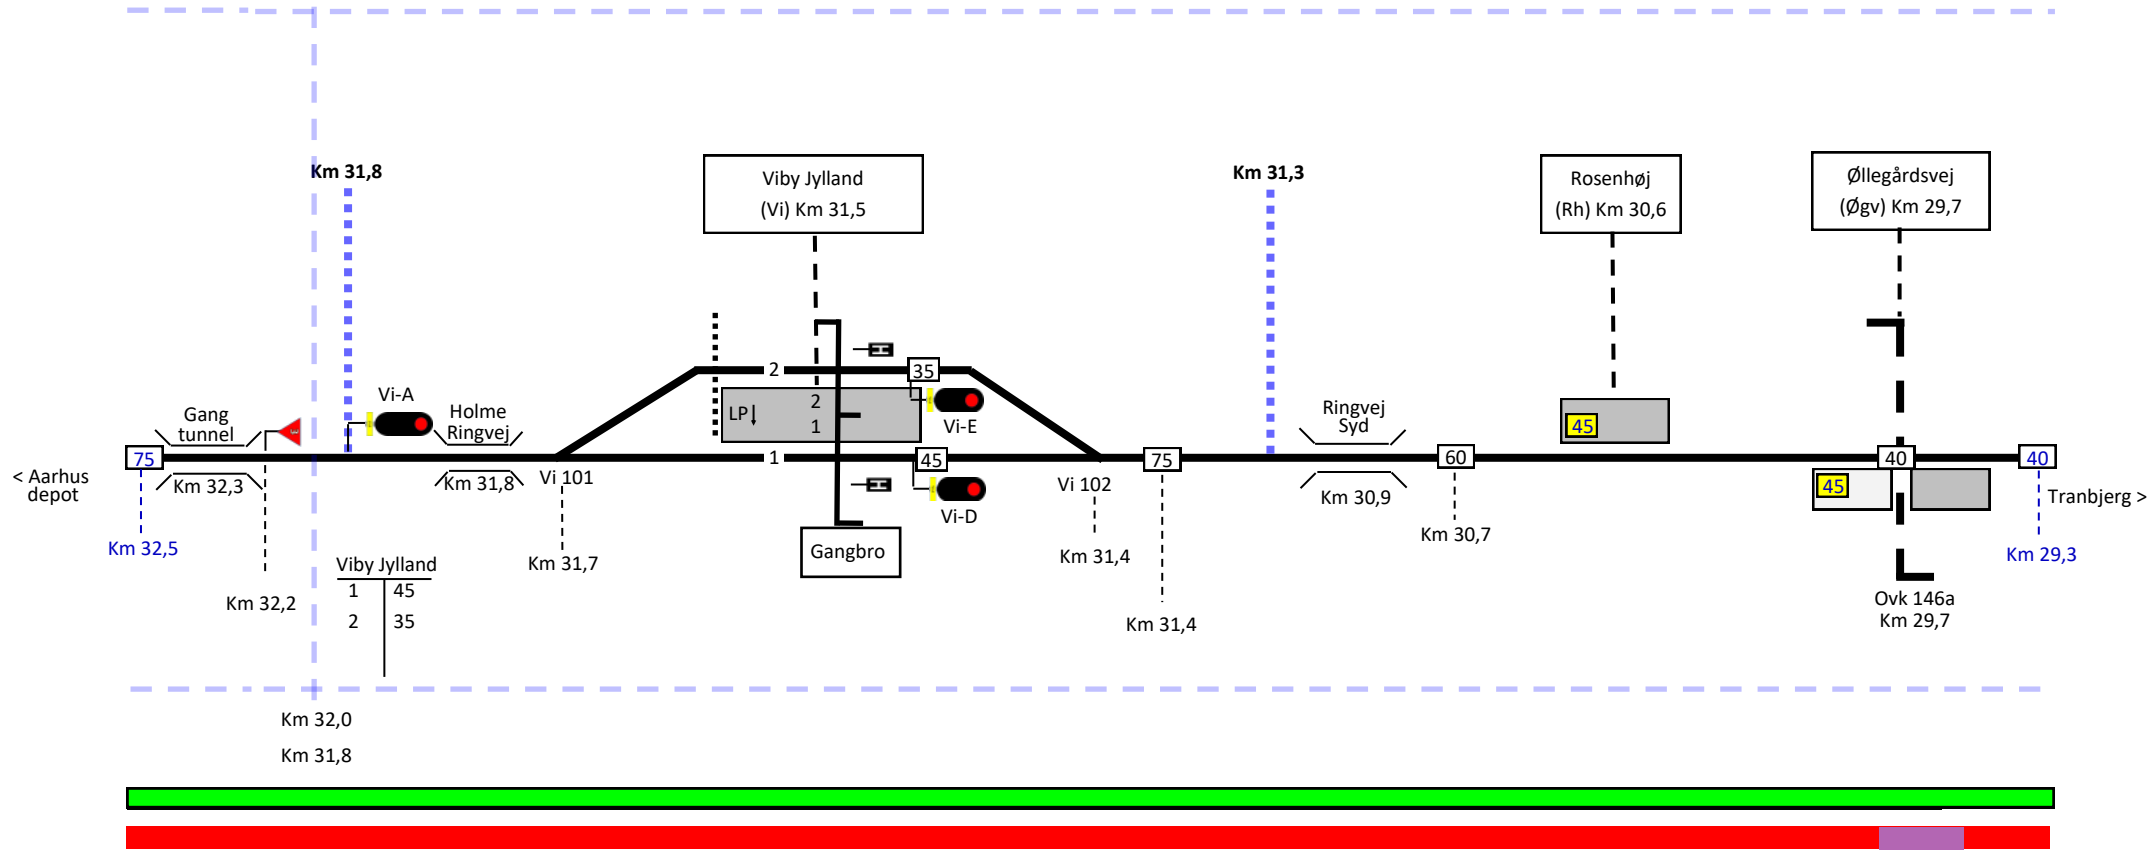 Km 31,8
Viby Jylland
(Vi) Km 31,5
Km 31,3
Rosenhøj
(Rh) Km 30,6
Øllegårdsvej
(Øgv) Km 29,7
2
35
Vi-A
Gang
tunnel
Holme
Ringvej
LP
2
1
Vi-E
Ringvej
Syd
45
75
1
45
75
60
40
40
< Aarhus
depot
Km 32,3
Km 31,8
Vi 101
Vi-D
Vi 102
Km 30,9
45
Tranbjerg >
Km 32,5
Km 31,7
Gangbro
Km 31,4
Km 30,7
Km 29,3
Viby Jylland
1 45
2 35
Km 32,2
Km 31,4
Ovk 146a
Km 29,7
Km 32,0
Km 31,8